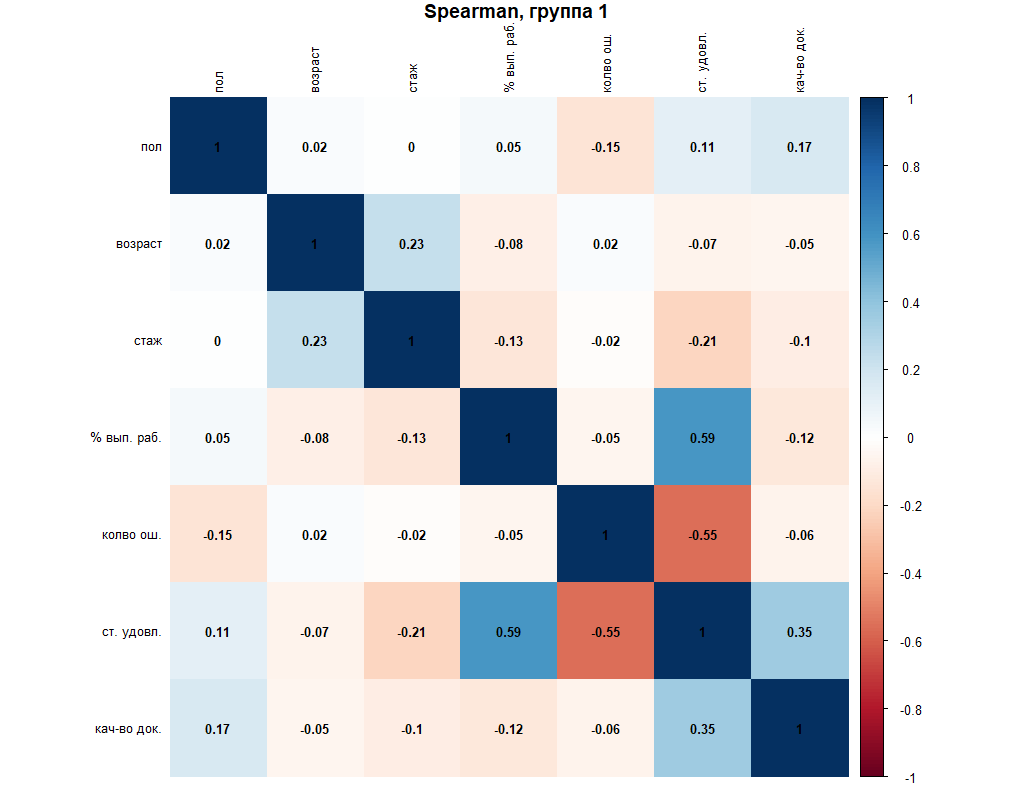 Spearman, группа 1
пол возраст стаж % вып. раб. колво ош. ст. удовл. кач-во док.
пол 1 0.02 0 0.05 -0.15 0.11 0.17
возраст 0.02 1 0.23 -0.08 0.02 -0.07 -0.05
стаж 0 0.23 1 -0.13 -0.02 -0.21 -0.1
% вып. раб. 0.05 -0.08 -0.13 1 -0.05 0.59 -0.12
колво ош. -0.15 0.02 -0.02 -0.05 1 -0.55 -0.06
ст. удовл. 0.11 -0.07 -0.21 0.59 -0.55 1 0.35
кач-во док. 0.17 -0.05 -0.1 -0.12 -0.06 0.35 1
1
0.8
0.6
0.4
0.2
0
-0.2
-0.4
-0.6
-0.8
-1